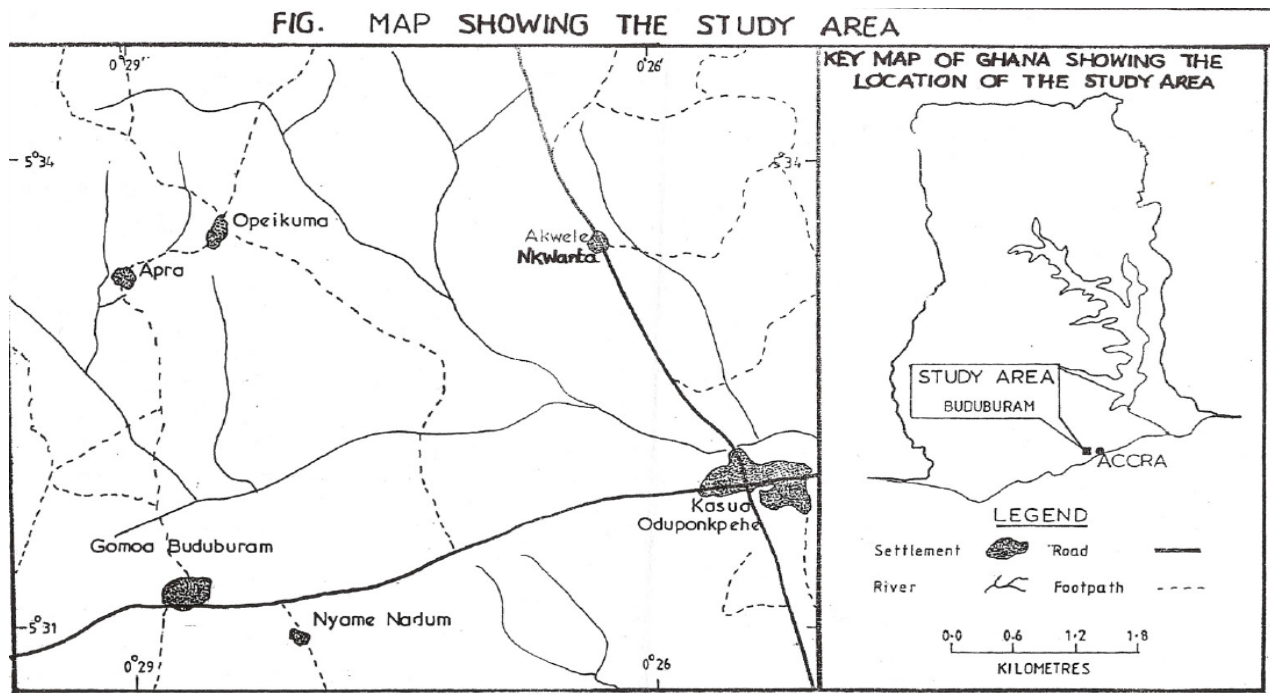 FIG. MAP SHOWING THE STUDY AREA
0°29'
0°26'
5°34
5°34
Opeikuma
Apra
Akwele
Nkwanta
Kasua
Oduponkpehe
Gomoa Buduburam
Nyame Nadum
5°31
0°29
0°26
KEY MAP OF GHANA SHOWING THE
LOCATION OF THE STUDY AREA
STUDY AREA
BUDUBURAM
ACCRA
LEGEND
Settlement Road
River Footpath
0·0 0·6 1·2 1·8
KILOMETRES